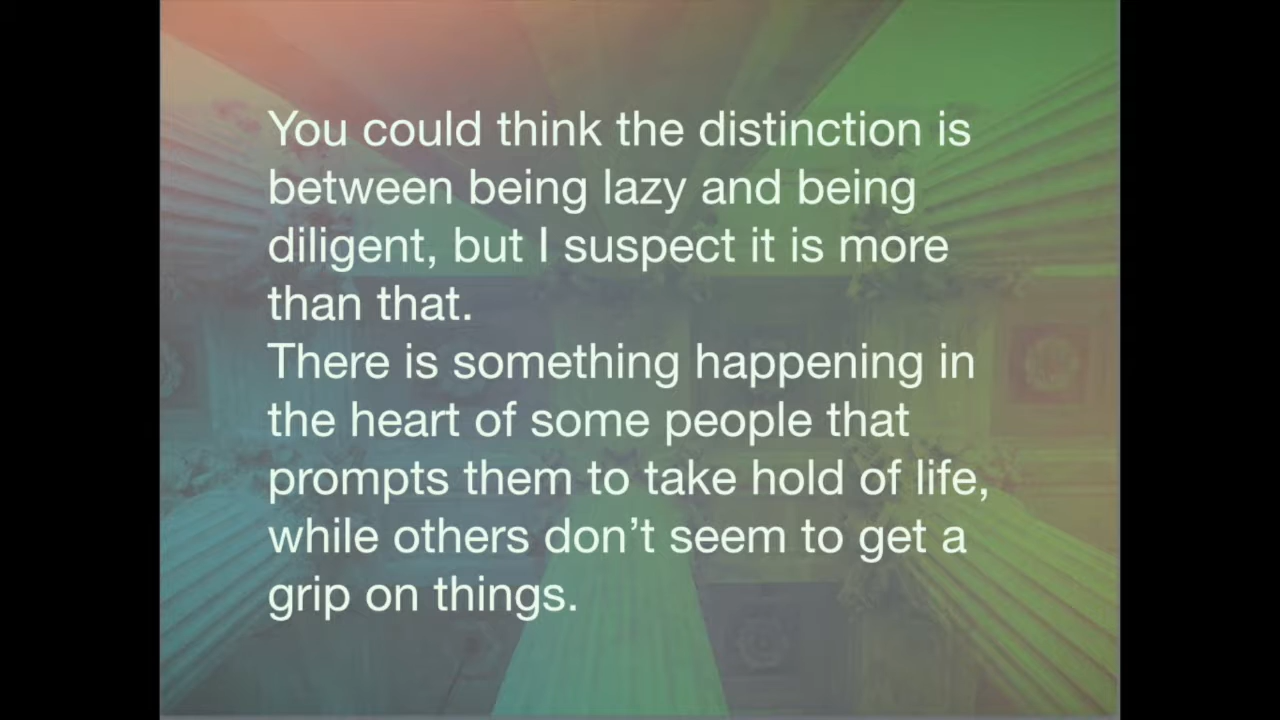 You could think the distinction is
between being lazy and being
diligent, but I suspect it is more
than that.
There is something happening in
the heart of some people that
prompts them to take hold of life,
while others don’t seem to get a
grip on things.